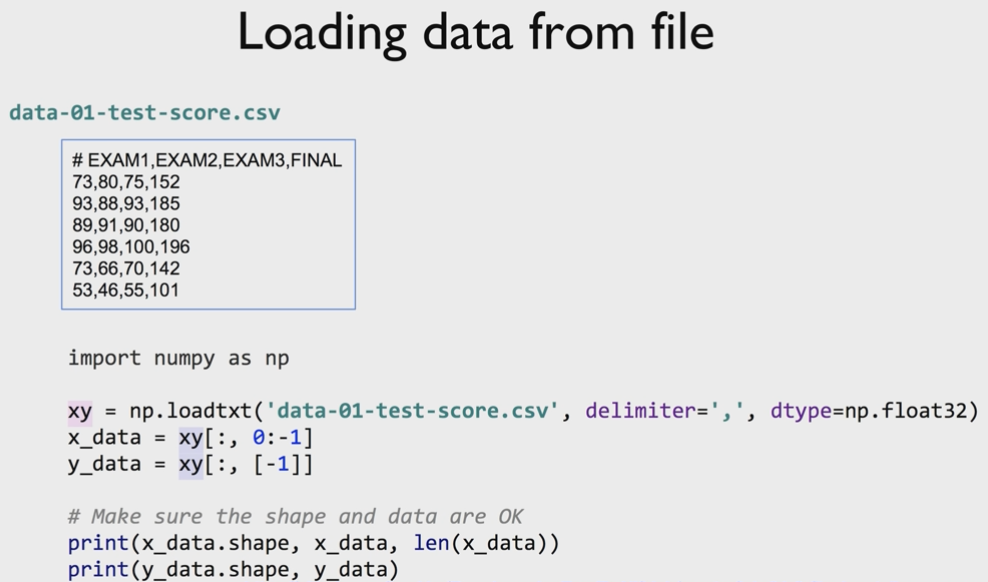 Loading data from file
data-01-test-score.csv
# EXAM1,EXAM2,EXAM3,FINAL
73,80,75,152
93,88,93,185
89,91,90,180
96,98,100,196
73,66,70,142
53,46,55,101
import numpy as np
xy = np.loadtxt('data-01-test-score.csv', delimiter=',', dtype=np.float32)
x_data = xy[:, 0:-1]
y_data = xy[:, [-1]]
# Make sure the shape and data are OK
print(x_data.shape, x_data, len(x_data))
print(y_data.shape, y_data)